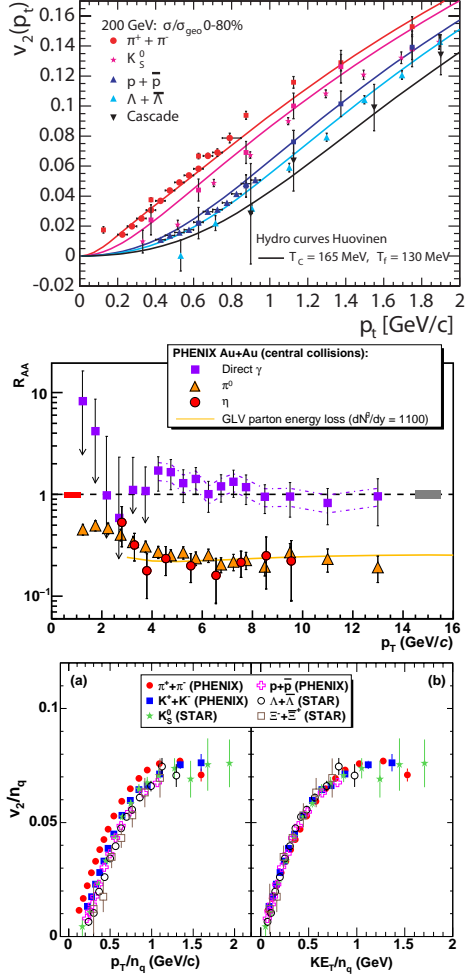 200 GeV: σ/σgeo 0-80%
π+ + π-
K0S
p + p̅
Λ + Λ̅
Cascade
Hydro curves Huovinen
TC = 165 MeV, Tf = 130 MeV
v2(pt)
0.16
0.14
0.12
0.1
0.08
0.06
0.04
0.02
0
-0.02
0 0.2 0.4 0.6 0.8 1 1.2 1.4 1.6 1.8 2
pt [GeV/c]
PHENIX Au+Au (central collisions):
Direct γ
π0
η
GLV parton energy loss (dNg/dy = 1100)
RAA
10
1
10-1
0 2 4 6 8 10 12 14 16
pT (GeV/c)
(a)
π++π- (PHENIX)
K++K- (PHENIX)
K0S (STAR)
p+p̅ (PHENIX)
Λ+Λ̅ (STAR)
Ξ-+Ξ̅+ (STAR)
(b)
v2/nq
0.1
0.05
0
0 0.5 1 1.5 2
0 0.5 1 1.5 2
pT/nq (GeV/c)
KET/nq (GeV)